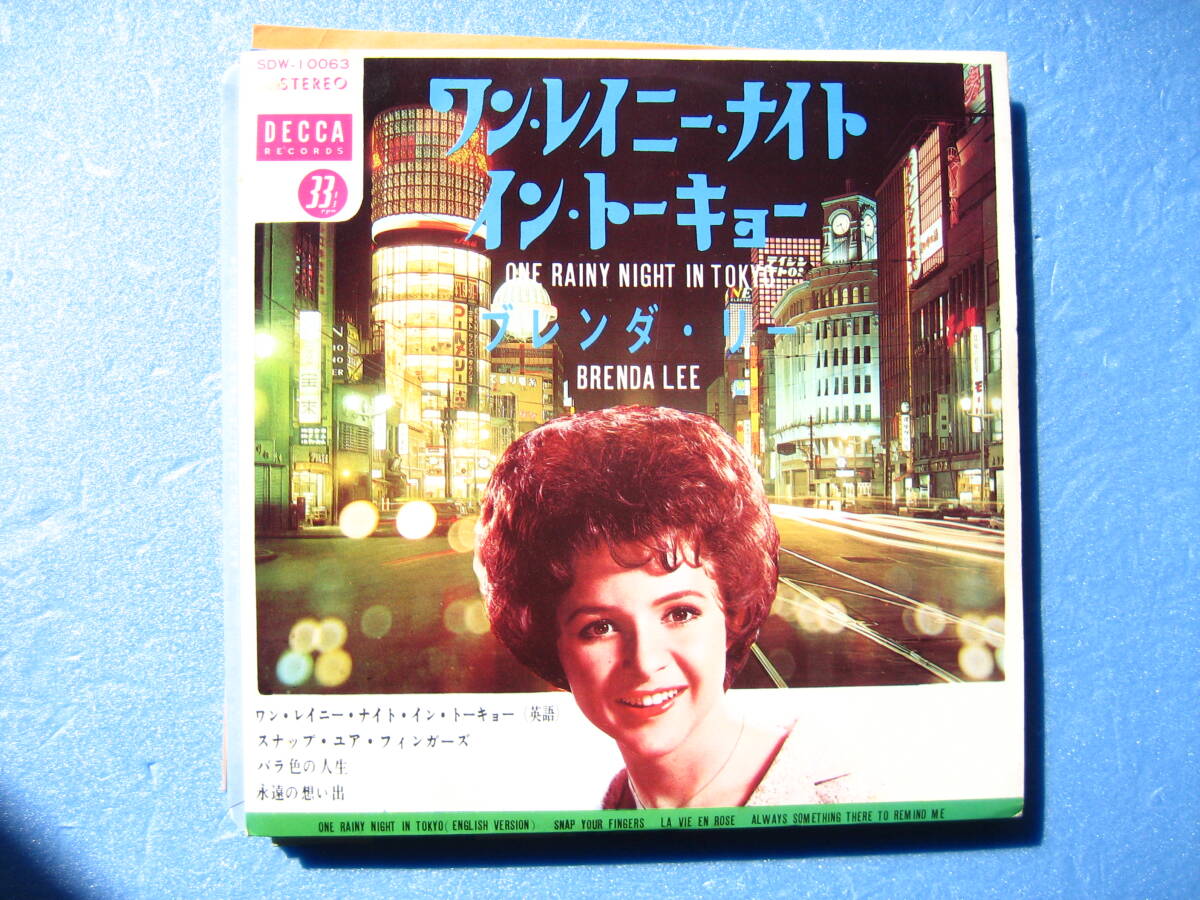 SDW-10063
STEREO
DECCA
RECORDS
33⅓
rpm
ワン・レイニー・ナイト
イン・トーキョー
ONE RAINY NIGHT IN TOKYO
ブレンダ・リー
BRENDA LEE
ワン・レイニー・ナイト・イン・トーキョー(英語)
スナップ・ユア・フィンガーズ
バラ色の人生
永遠の想い出
ONE RAINY NIGHT IN TOKYO(ENGLISH VERSION) SNAP YOUR FINGERS LA VIE EN ROSE ALWAYS SOMETHING THERE TO REMIND ME